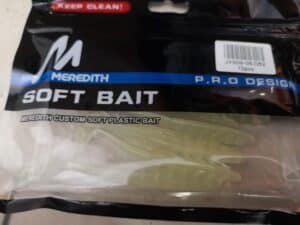 KEEP CLEAN!
MEREDITH
P.R.O DESIGN
SOFT BAIT
MEREDITH CUSTOM SOFT PLASTIC BAIT